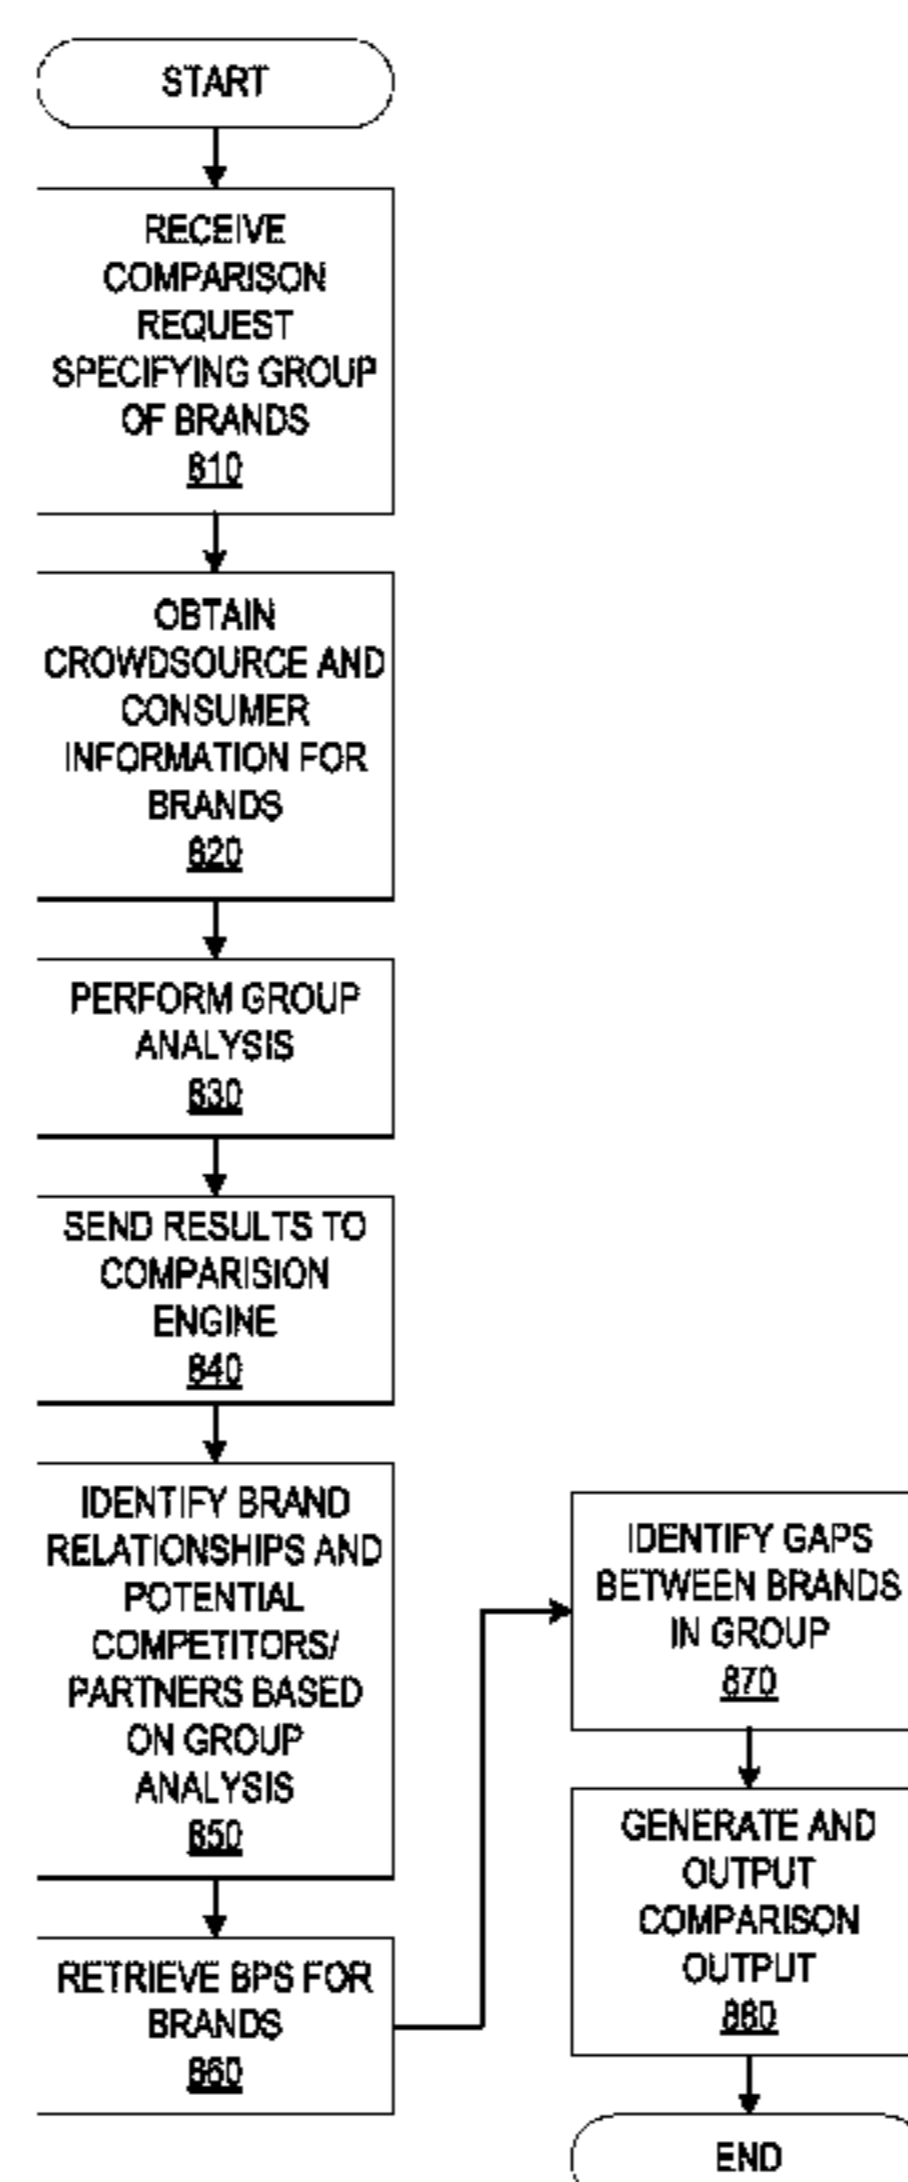 START
RECEIVE
COMPARISON
REQUEST
SPECIFYING GROUP
OF BRANDS
810
OBTAIN
CROWDSOURCE AND
CONSUMER
INFORMATION FOR
BRANDS
820
PERFORM GROUP
ANALYSIS
830
SEND RESULTS TO
COMPARISION
ENGINE
840
IDENTIFY BRAND
RELATIONSHIPS AND
POTENTIAL
COMPETITORS/
PARTNERS BASED
ON GROUP
ANALYSIS
850
RETRIEVE BPS FOR
BRANDS
860
IDENTIFY GAPS
BETWEEN BRANDS
IN GROUP
870
GENERATE AND
OUTPUT
COMPARISON
OUTPUT
880
END